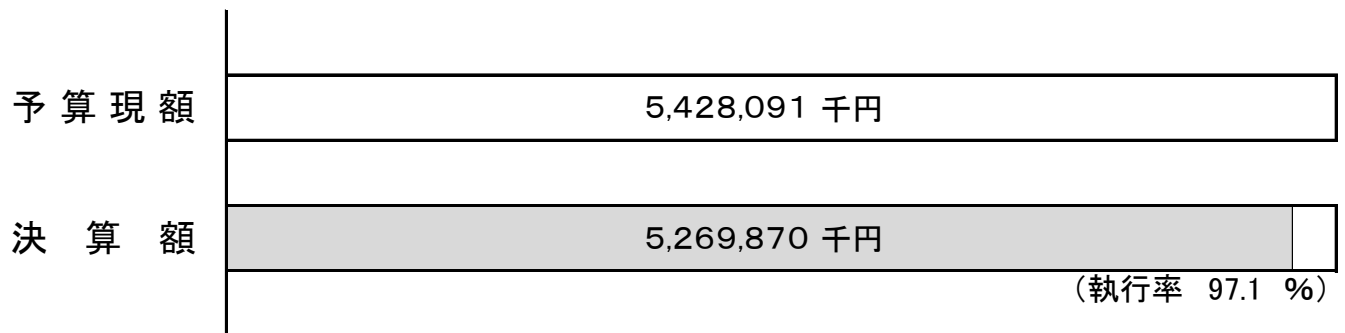 予算現額 5,428,091 千円
決算額 5,269,870 千円
（執行率 97.1 %）